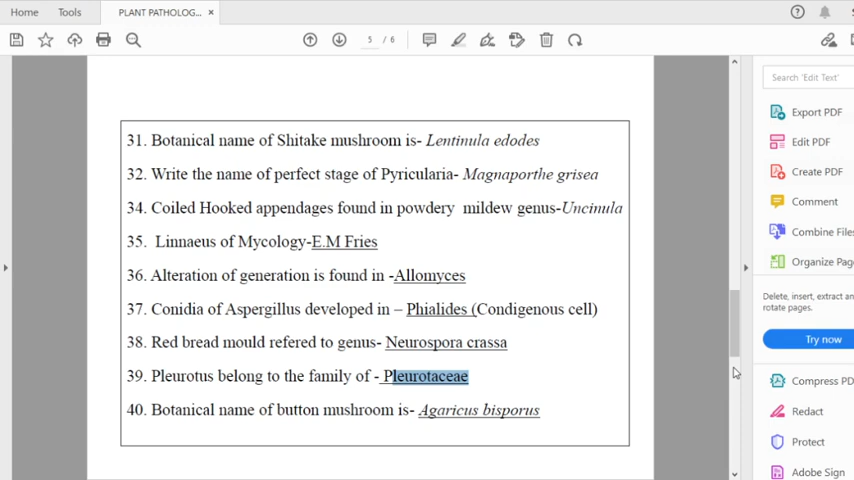 Home Tools PLANT PATHOLOG... ×
5 / 6
31. Botanical name of Shitake mushroom is- Lentinula edodes
32. Write the name of perfect stage of Pyricularia- Magnaporthe grisea
34. Coiled Hooked appendages found in powdery mildew genus-Uncinula
35. Linnaeus of Mycology-E.M Fries
36. Alteration of generation is found in -Allomyces
37. Conidia of Aspergillus developed in – Phialides (Condigenous cell)
38. Red bread mould refered to genus- Neurospora crassa
39. Pleurotus belong to the family of - Pleurotaceae
40. Botanical name of button mushroom is- Agaricus bisporus
Search 'Edit Text'
Export PDF
Edit PDF
Create PDF
Comment
Combine Files
Organize Pag
Delete, insert, extract an
rotate pages.
Try now
Compress PD
Redact
Protect
Adobe Sign